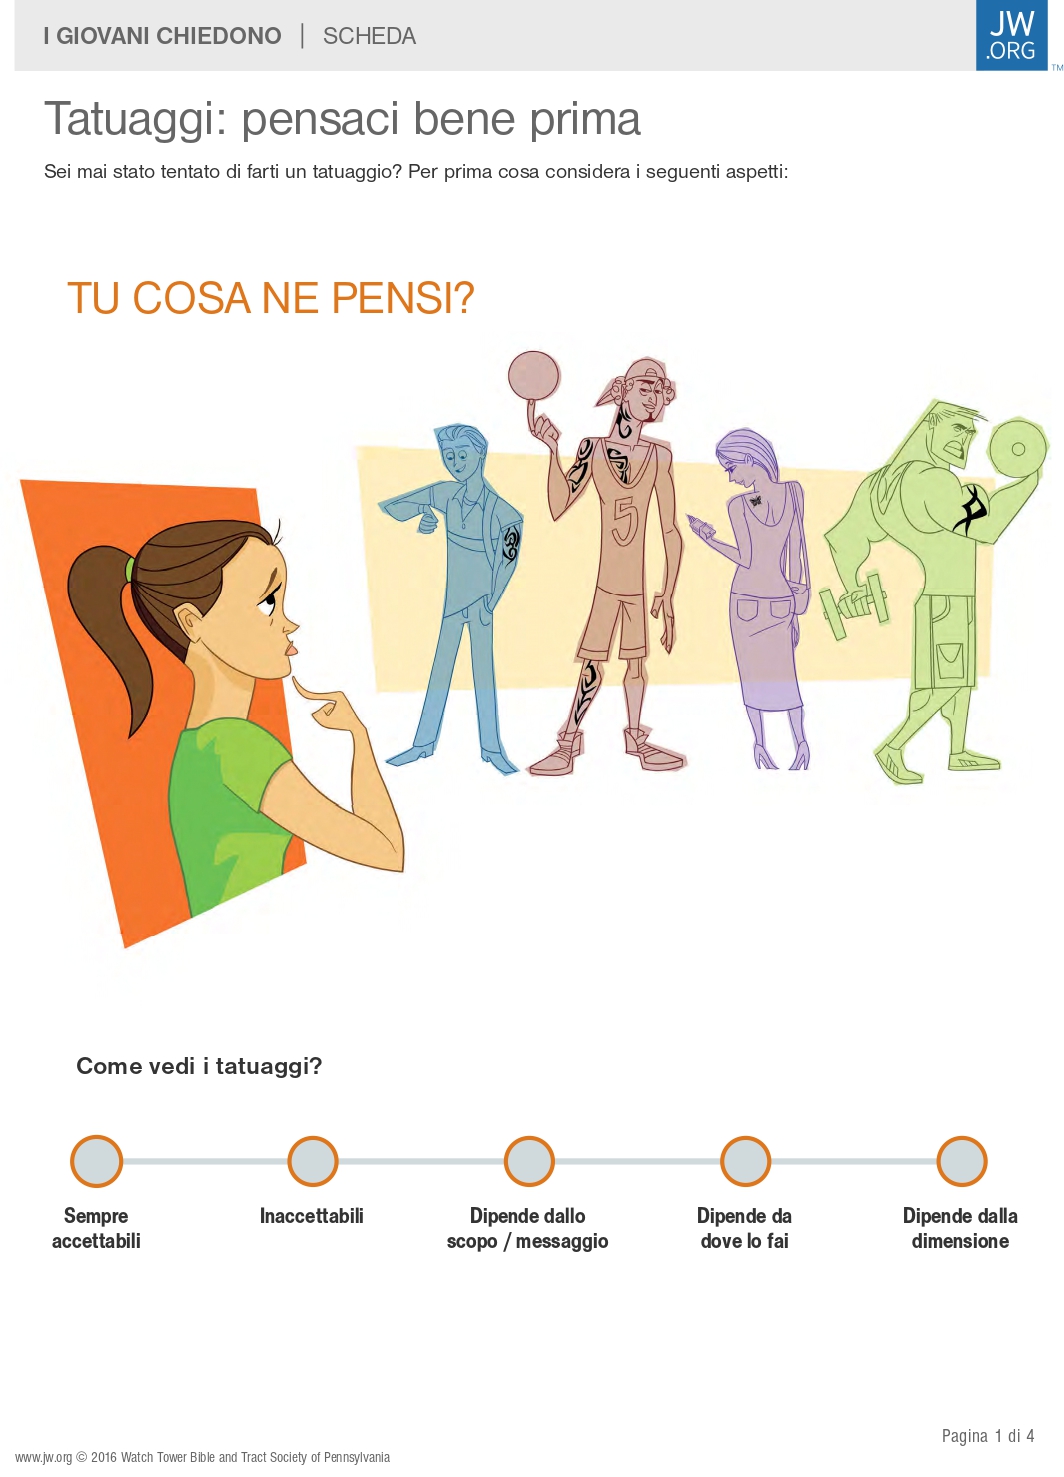 I GIOVANI CHIEDONO | SCHEDA
JW
.ORG
TM
Tatuaggi: pensaci bene prima
Sei mai stato tentato di farti un tatuaggio? Per prima cosa considera i seguenti aspetti:
TU COSA NE PENSI?
5
Come vedi i tatuaggi?
Sempre
accettabili
Inaccettabili
Dipende dallo
scopo / messaggio
Dipende da
dove lo fai
Dipende dalla
dimensione
Pagina 1 di 4
www.jw.org © 2016 Watch Tower Bible and Tract Society of Pennsylvania